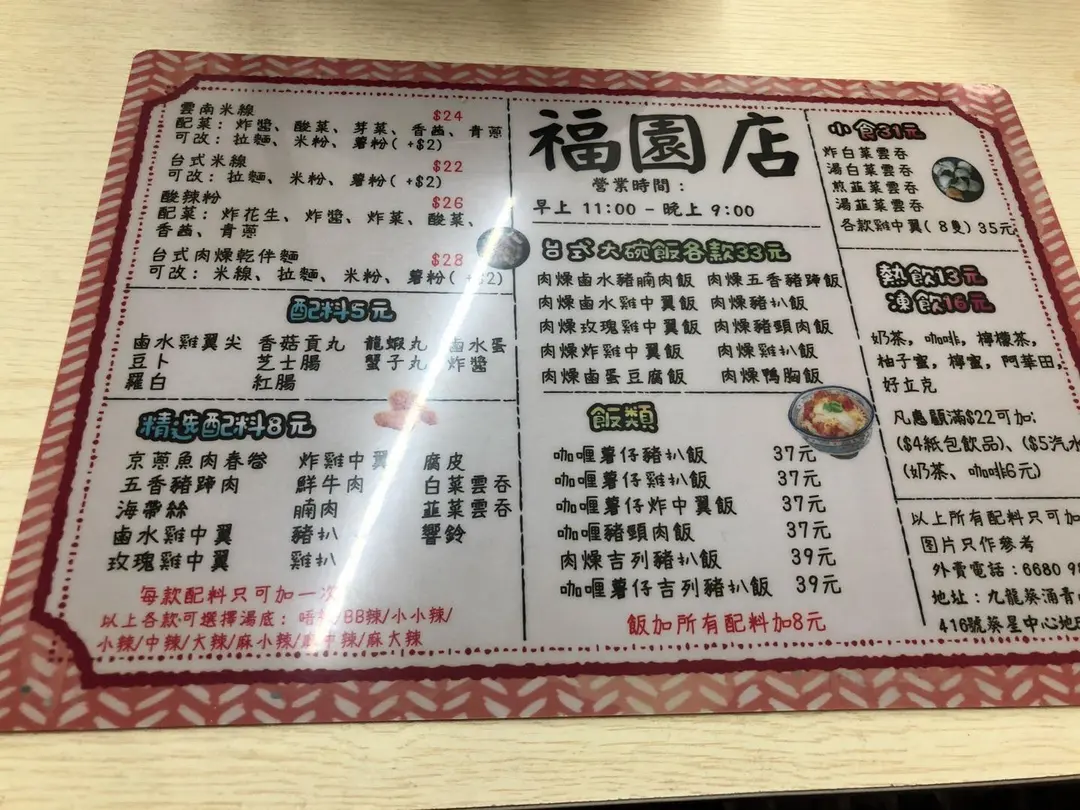 雲南米線 $24
配菜：炸醬、酸菜、芽菜、香茜、青蔥
可改：拉麵、米粉、薯粉( +$2)
台式米線 $22
可改：拉麵、米粉、薯粉( +$2)
酸辣粉 $26
配菜：炸花生、炸醬、炸菜、酸菜、
香茜、青蔥
台式肉燥乾伴麵 $28
可改：米線、拉麵、米粉、薯粉( +$2)
配料5元
鹵水雞翼尖 香菇貢丸 龍蝦丸 鹵水蛋
豆卜 芝士腸 蟹子丸 炸醬
羅白 紅腸
精选配料8元
京蔥魚肉春卷 炸雞中翼 腐皮
五香豬蹄肉 鮮牛肉 白菜雲吞
海帶絲 腩肉 韮菜雲吞
鹵水雞中翼 豬扒 響鈴
玫瑰雞中翼 雞扒
每款配料只可加一次
以上各款可選擇湯底：唔 /BB辣/小小辣/
小辣/中辣/大辣/麻小辣/ 中辣/麻大辣
福園店
營業時間：
早上 11:00 - 晚上 9:00
台式大碗飯各款33元
肉燥鹵水豬腩肉飯 肉燥五香豬蹄飯
肉燥鹵水雞中翼飯 肉燥豬扒飯
肉燥玫瑰雞中翼飯 肉燥豬頸肉飯
肉燥炸雞中翼飯 肉燥雞扒飯
肉燥鹵蛋豆腐飯 肉燥鴨胸飯
飯類
咖喱薯仔豬扒飯 37元
咖喱薯仔雞扒飯 37元
咖喱薯仔炸中翼飯 37元
咖喱豬頸肉飯 37元
肉燥吉列豬扒飯 39元
咖喱薯仔吉列豬扒飯 39元
飯加所有配料加8元
小食31元
炸白菜雲吞
湯白菜雲吞
煎韮菜雲吞
湯韮菜雲吞
各款雞中翼( 8隻) 35元
熱飲13元
凍飲16元
奶茶，咖啡，檸檬茶，
柚子蜜，檸蜜，阿華田，
好立克
凡惠顧滿$22可加：
($4紙包飲品)、($5汽水
(奶茶、咖啡6元)
以上所有配料只可加
图片只作參考
外賣電話：6680 98
地址：九龍葵涌青山
416號葵星中心地